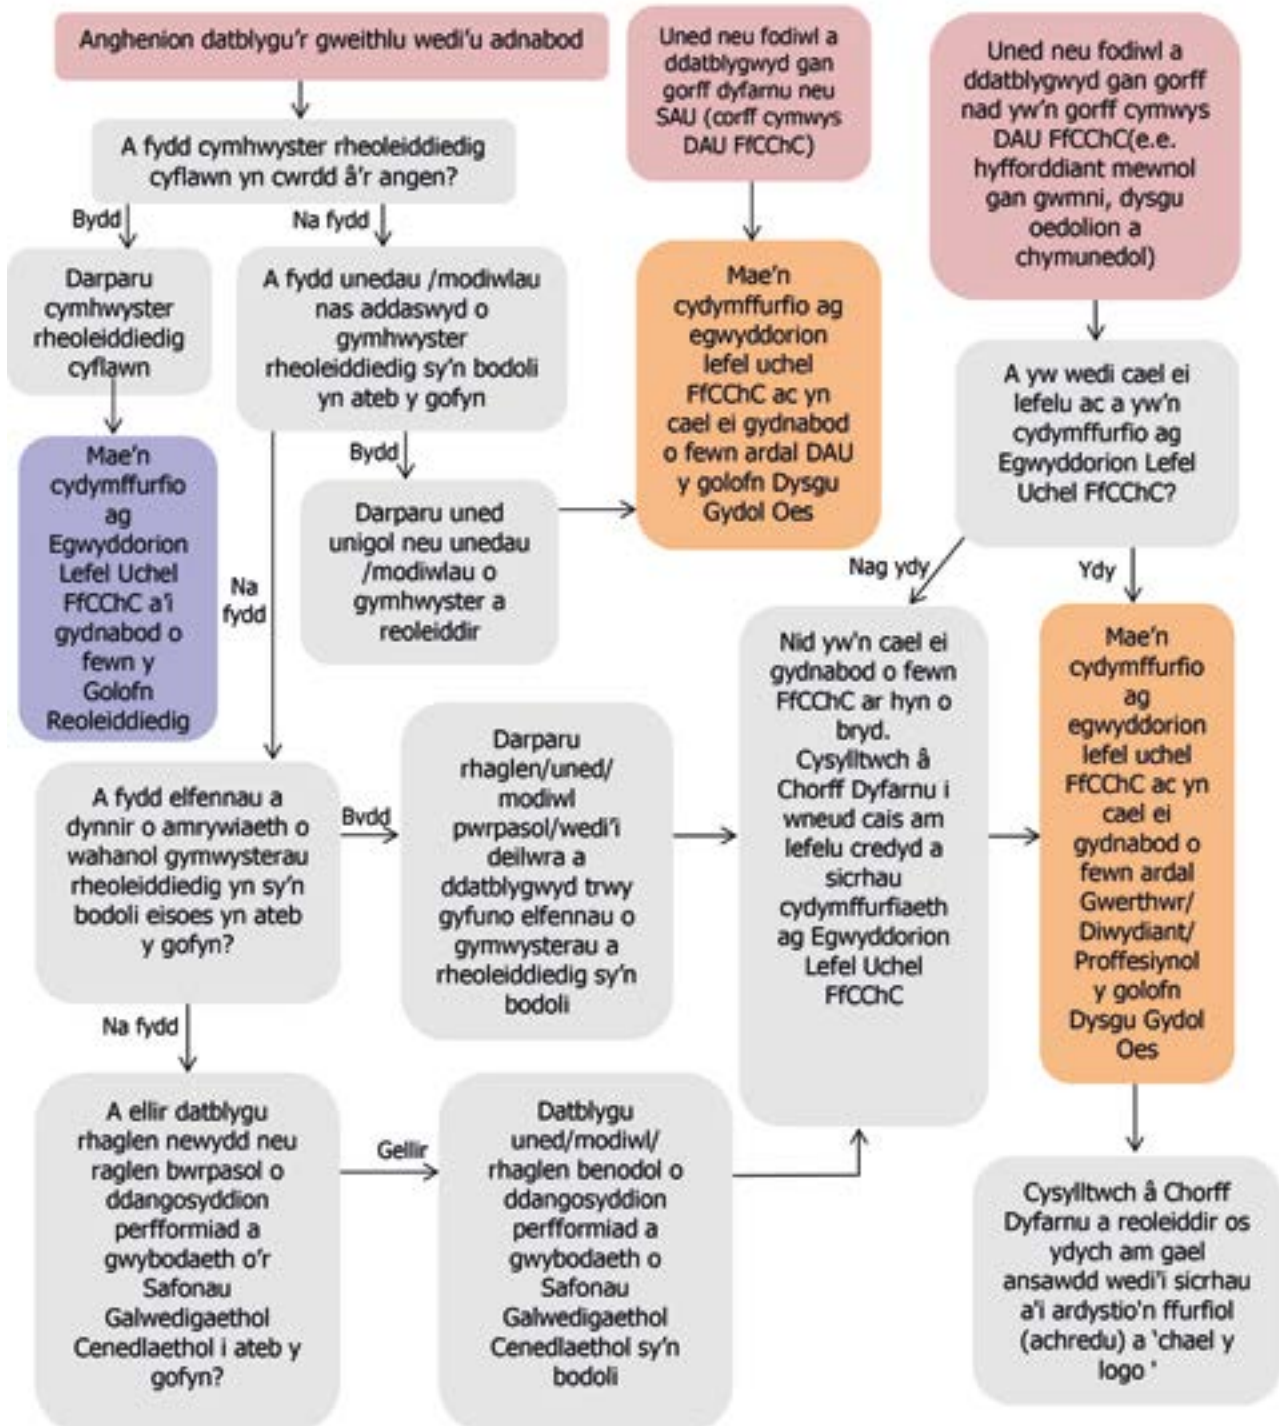 Anghenion datblygu'r gweithlu wedi'u adnabod
A fydd cymhwyster rheoleiddiedig
cyflawn yn cwrdd â'r angen?
Bydd
Na fydd
Darparu
cymhwyster
rheoleiddiedig
cyflawn
Mae'n
cydymffurfio
ag
Egwyddorion
Lefel Uchel
FfCChC a'i
gydnabod o
fewn y
Golofn
Reoleiddiedig
A fydd unedau /modiwlau
nas addaswyd o
gymhwyster
rheoleiddiedig sy'n bodoli
yn ateb y gofyn
Bydd
Darparu uned
unigol neu unedau
/modiwlau o
gymhwyster a
reoleiddir
Na
fydd
Uned neu fodiwl a
ddatblygwyd gan
gorff dyfarnu neu
SAU (corff cymwys
DAU FfCChC)
Mae'n
cydymffurfio ag
egwyddorion
lefel uchel
FfCChC ac yn
cael ei gydnabod
o fewn ardal DAU
y golofn Dysgu
Gydol Oes
Uned neu fodiwl a
ddatblygwyd gan gorff
nad yw'n gorff cymwys
DAU FfCChC(e.e.
hyfforddiant mewnol
gan gwmni, dysgu
oedolion a
chymunedol)
A yw wedi cael ei
lefelu ac a yw'n
cydymffurfio ag
Egwyddorion Lefel
Uchel FfCChC?
Nag ydy
Ydy
A fydd elfennau a
dynnir o amrywiaeth o
wahanol gymwysterau
rheoleiddiedig yn sy'n
bodoli eisoes yn ateb
y gofyn?
Bydd
Darparu
rhaglen/uned/
modiwl
pwrpasol/wedi'i
deilwra a
ddatblygwyd trwy
gyfuno elfennau o
gymwysterau a
rheoleiddiedig sy'n
bodoli
Nid yw'n cael ei
gydnabod o fewn
FfCChC ar hyn o
bryd.
Cysylltwch â
Chorff Dyfarnu i
wneud cais am
lefelu credyd a
sicrhau
cydymffurfiaeth
ag Egwyddorion
Lefel Uchel
FfCChC
Mae'n
cydymffurfio
ag
egwyddorion
lefel uchel
FfCChC ac yn
cael ei
gydnabod o
fewn ardal
Gwerthwr/
Diwydiant/
Proffesiynol
y golofn
Dysgu Gydol
Oes
Na fydd
A ellir datblygu
rhaglen newydd neu
raglen bwrpasol o
ddangosyddion
perfformiad a
gwybodaeth o'r
Safonau
Galwedigaethol
Cenedlaethol i ateb y
gofyn?
Gellir
Datblygu
uned/modiwl/
rhaglen benodol o
ddangosyddion
perfformiad a
gwybodaeth o
Safonau
Galwedigaethol
Cenedlaethol sy'n
bodoli
Cysylltwch â Chorff
Dyfarnu a reoleiddir os
ydych am gael
ansawdd wedi'i sicrhau
a'i ardystio'n ffurfiol
(achredu) a 'chael y
logo '